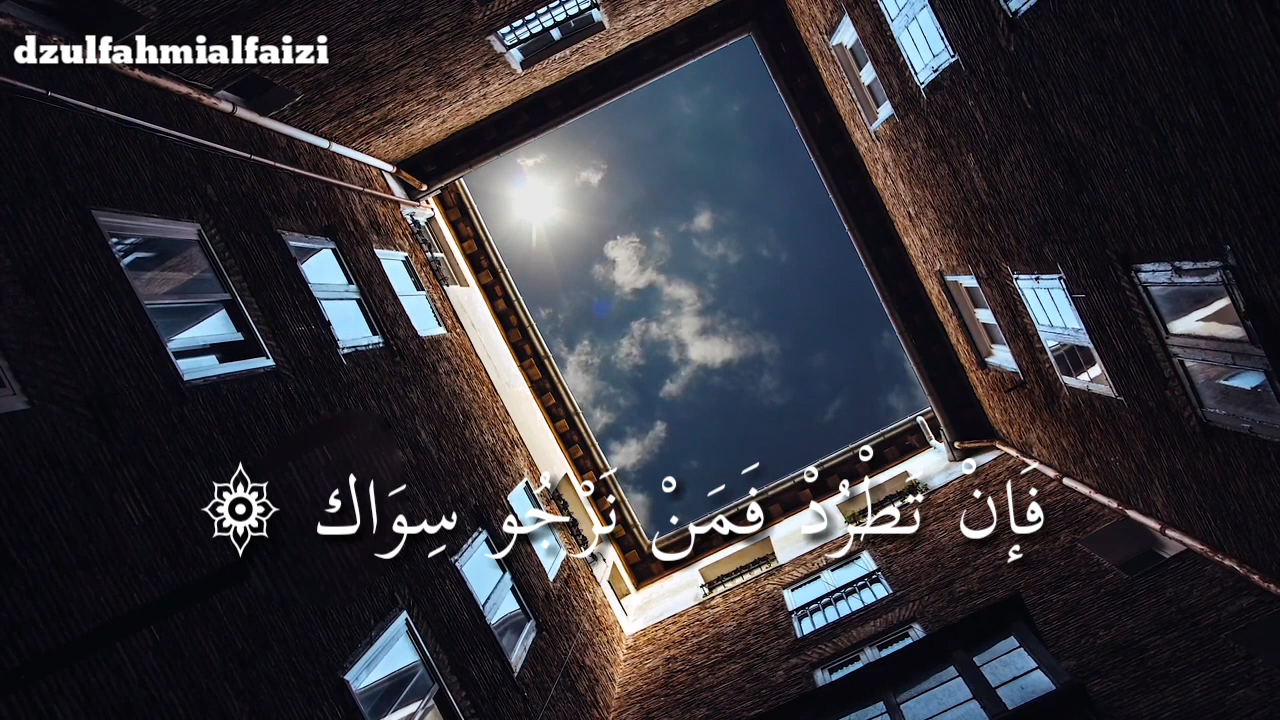 dzulfahmialfaizi
فَإِنْ تَطْرُدْ فَمَنْ نَرْجُو سِوَاك